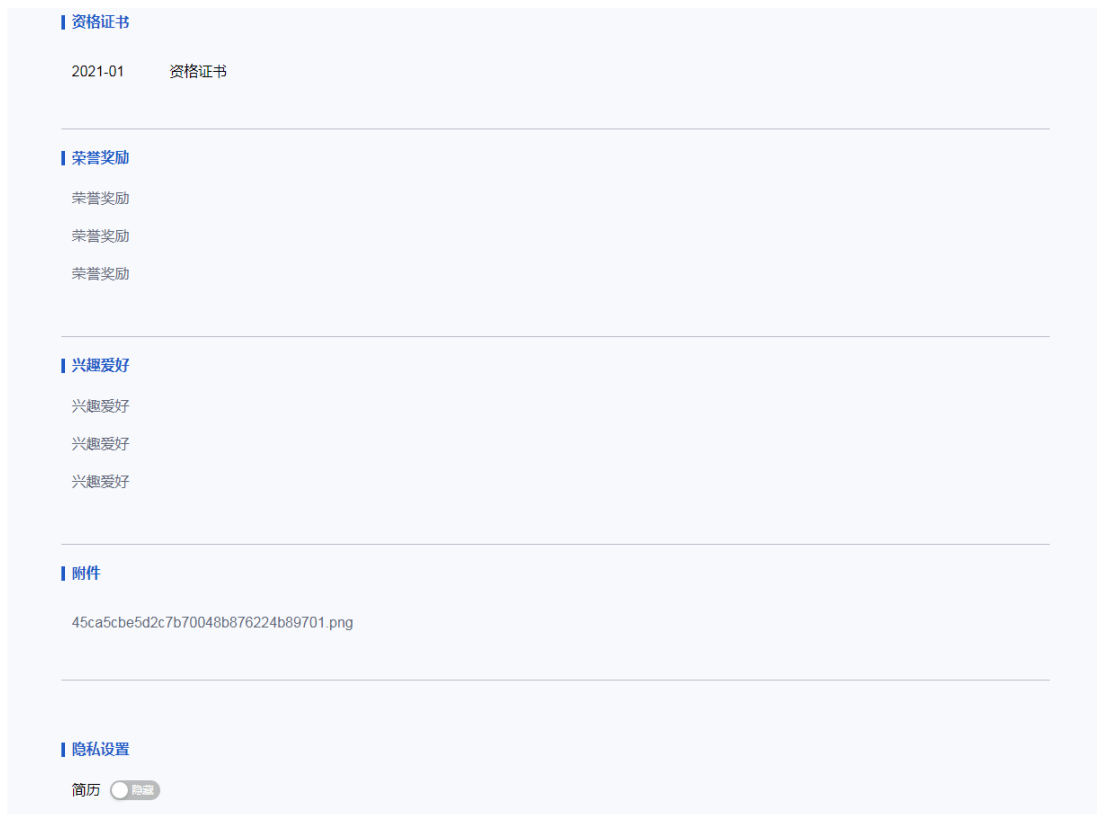 资格证书
2021-01 资格证书
荣誉奖励
荣誉奖励
荣誉奖励
荣誉奖励
兴趣爱好
兴趣爱好
兴趣爱好
兴趣爱好
附件
45ca5cbe5d2c7b70048b876224b89701.png
隐私设置
简历 隐藏